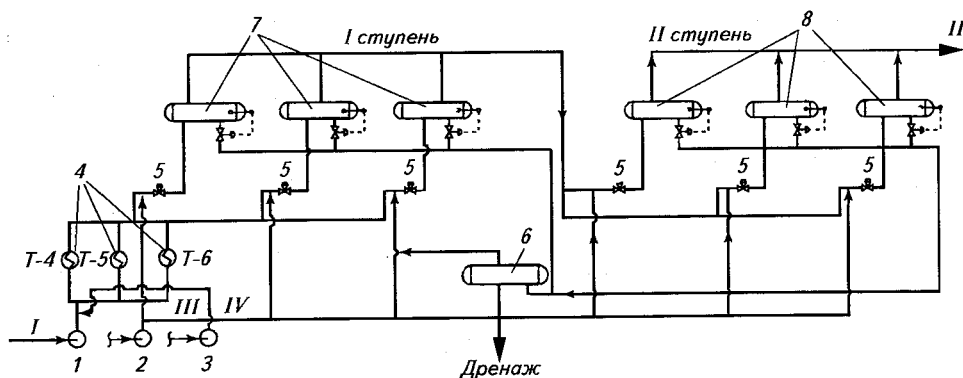 7 I ступень II ступень 8 II
4 5 5 5 5 5 5
Т-4 Т-5 Т-6 6
III IV
I
1 2 3
Дренаж